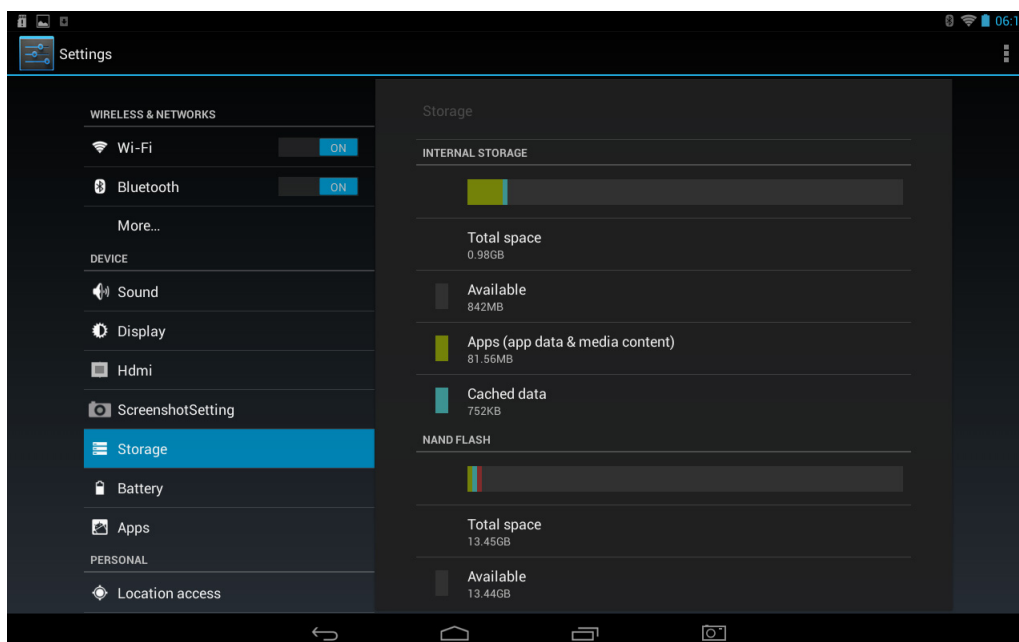 06:1
Settings
WIRELESS & NETWORKS
Wi-Fi
ON
Bluetooth
ON
More...
DEVICE
Sound
Display
Hdmi
ScreenshotSetting
Storage
Battery
Apps
PERSONAL
Location access
Storage
INTERNAL STORAGE
Total space
0.98GB
Available
842MB
Apps (app data & media content)
81.56MB
Cached data
752KB
NAND FLASH
Total space
13.45GB
Available
13.44GB